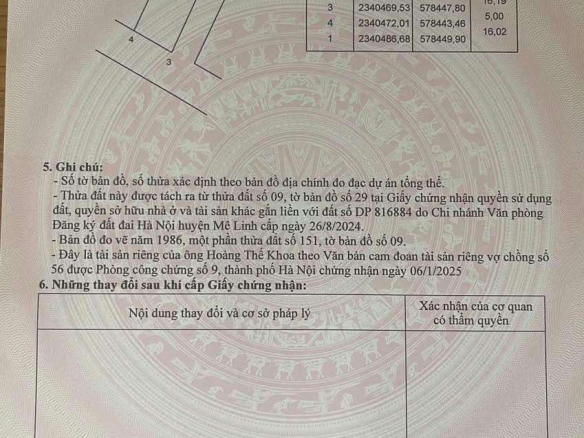 3 2340469,53 578447,80 16,19
4 2340472,01 578443,46 5,00
1 2340486,68 578449,90 16,02
4
3
5. Ghi chú:
- Số tờ bản đồ, số thửa xác định theo bản đồ địa chính đo đạc dự án tổng thể.
- Thửa đất này được tách ra từ thửa đất số 09, tờ bản đồ số 29 tại Giấy chứng nhận quyền sử dụng
đất, quyền sở hữu nhà ở và tài sản khác gắn liền với đất số DP 816884 do Chi nhánh Văn phòng
Đăng ký đất đai Hà Nội huyện Mê Linh cấp ngày 26/8/2024.
- Bản đồ đo vẽ năm 1986, một phần thửa đất số 151, tờ bản đồ số 09.
- Đây là tài sản riêng của ông Hoàng Thế Khoa theo Văn bản cam đoan tài sản riêng vợ chồng số
56 được Phòng công chứng số 9, thành phố Hà Nội chứng nhận ngày 06/1/2025
6. Những thay đổi sau khi cấp Giấy chứng nhận:
Nội dung thay đổi và cơ sở pháp lý
Xác nhận của cơ quan
có thẩm quyền